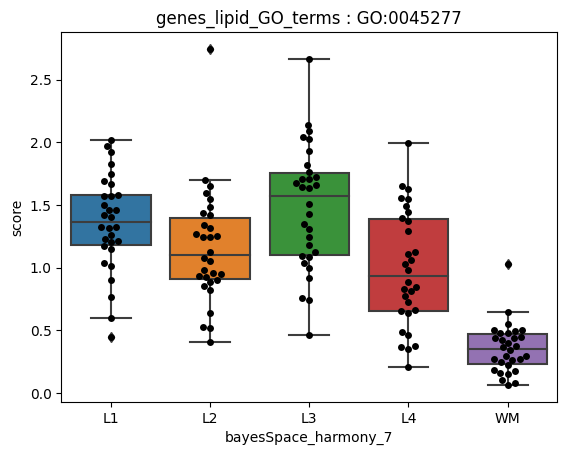 genes_lipid_GO_terms : GO:0045277
2.5
2.0
1.5
1.0
0.5
0.0
score
L1 L2 L3 L4 WM
bayesSpace_harmony_7